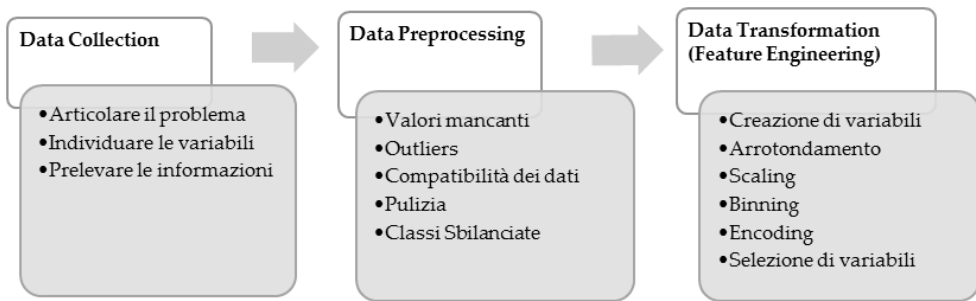 Data Collection
•Articolare il problema
•Individuare le variabili
•Prelevare le informazioni
Data Preprocessing
•Valori mancanti
•Outliers
•Compatibilità dei dati
•Pulizia
•Classi Sbilanciate
Data Transformation
(Feature Engineering)
•Creazione di variabili
•Arrotondamento
•Scaling
•Binning
•Encoding
•Selezione di variabili